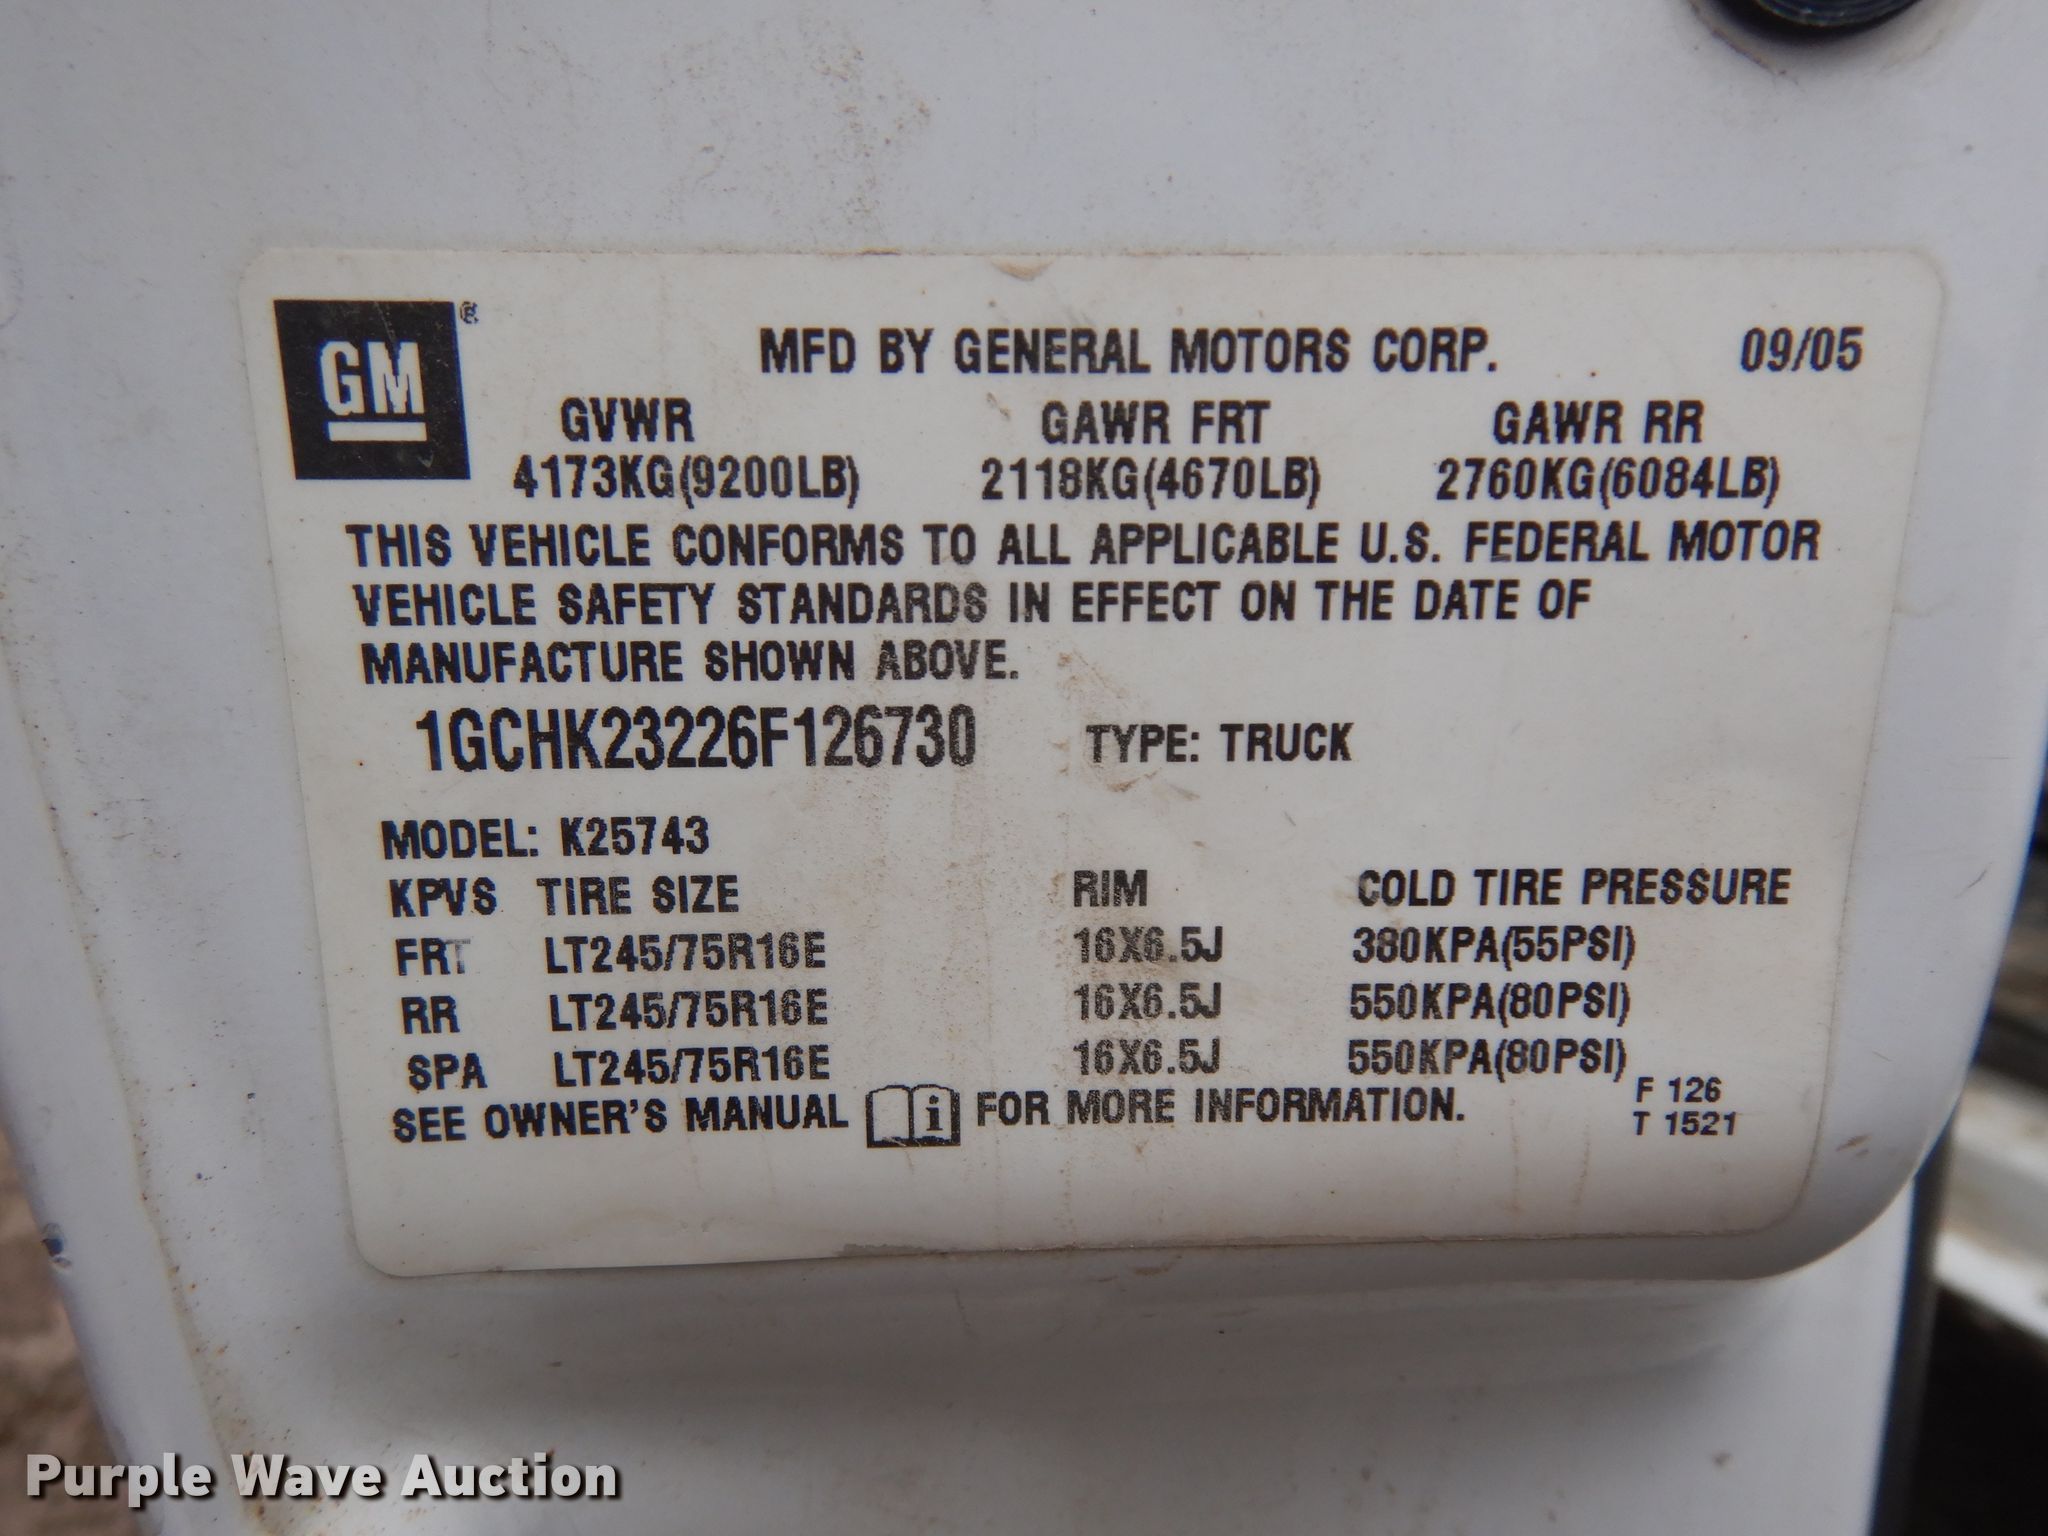 GM®
MFD BY GENERAL MOTORS CORP. 09/05
GVWR GAWR FRT GAWR RR
4173KG(9200LB) 2118KG(4670LB) 2760KG(6084LB)
THIS VEHICLE CONFORMS TO ALL APPLICABLE U.S. FEDERAL MOTOR
VEHICLE SAFETY STANDARDS IN EFFECT ON THE DATE OF
MANUFACTURE SHOWN ABOVE.
1GCHK23226F126730 TYPE: TRUCK
MODEL: K25743
KPVS TIRE SIZE RIM COLD TIRE PRESSURE
FRT LT245/75R16E 16X6.5J 380KPA(55PSI)
RR LT245/75R16E 16X6.5J 550KPA(80PSI)
SPA LT245/75R16E 16X6.5J 550KPA(80PSI)
SEE OWNER'S MANUAL i FOR MORE INFORMATION.
F 126
T 1521
Purple Wave Auction